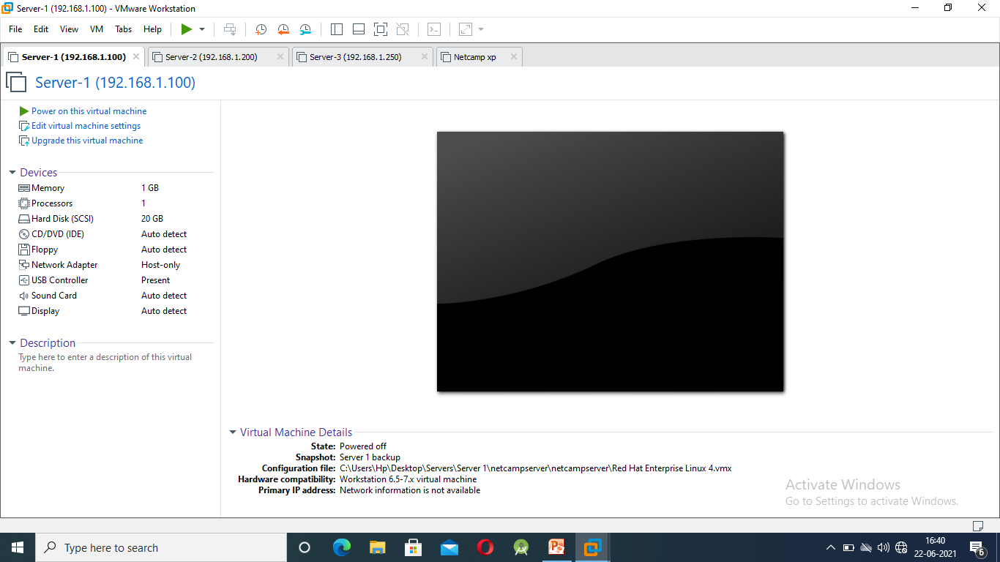 Server-1 (192.168.1.100) - VMware Workstation
File Edit View VM Tabs Help
Server-1 (192.168.1.100) Server-2 (192.168.1.200) Server-3 (192.168.1.250) Netcamp xp
Server-1 (192.168.1.100)
Power on this virtual machine
Edit virtual machine settings
Upgrade this virtual machine
Devices
Memory 1 GB
Processors 1
Hard Disk (SCSI) 20 GB
CD/DVD (IDE) Auto detect
Floppy Auto detect
Network Adapter Host-only
USB Controller Present
Sound Card Auto detect
Display Auto detect
Description
Type here to enter a description of this virtual
machine.
Virtual Machine Details
State: Powered off
Snapshot: Server 1 backup
Configuration file: C:\Users\Hp\Desktop\Servers\Server 1\netcampserver\netcampserver\Red Hat Enterprise Linux 4.vmx
Hardware compatibility: Workstation 6.5-7.x virtual machine
Primary IP address: Network information is not available
Activate Windows
Go to Settings to activate Windows.
Type here to search
16:40
22-06-2021
6